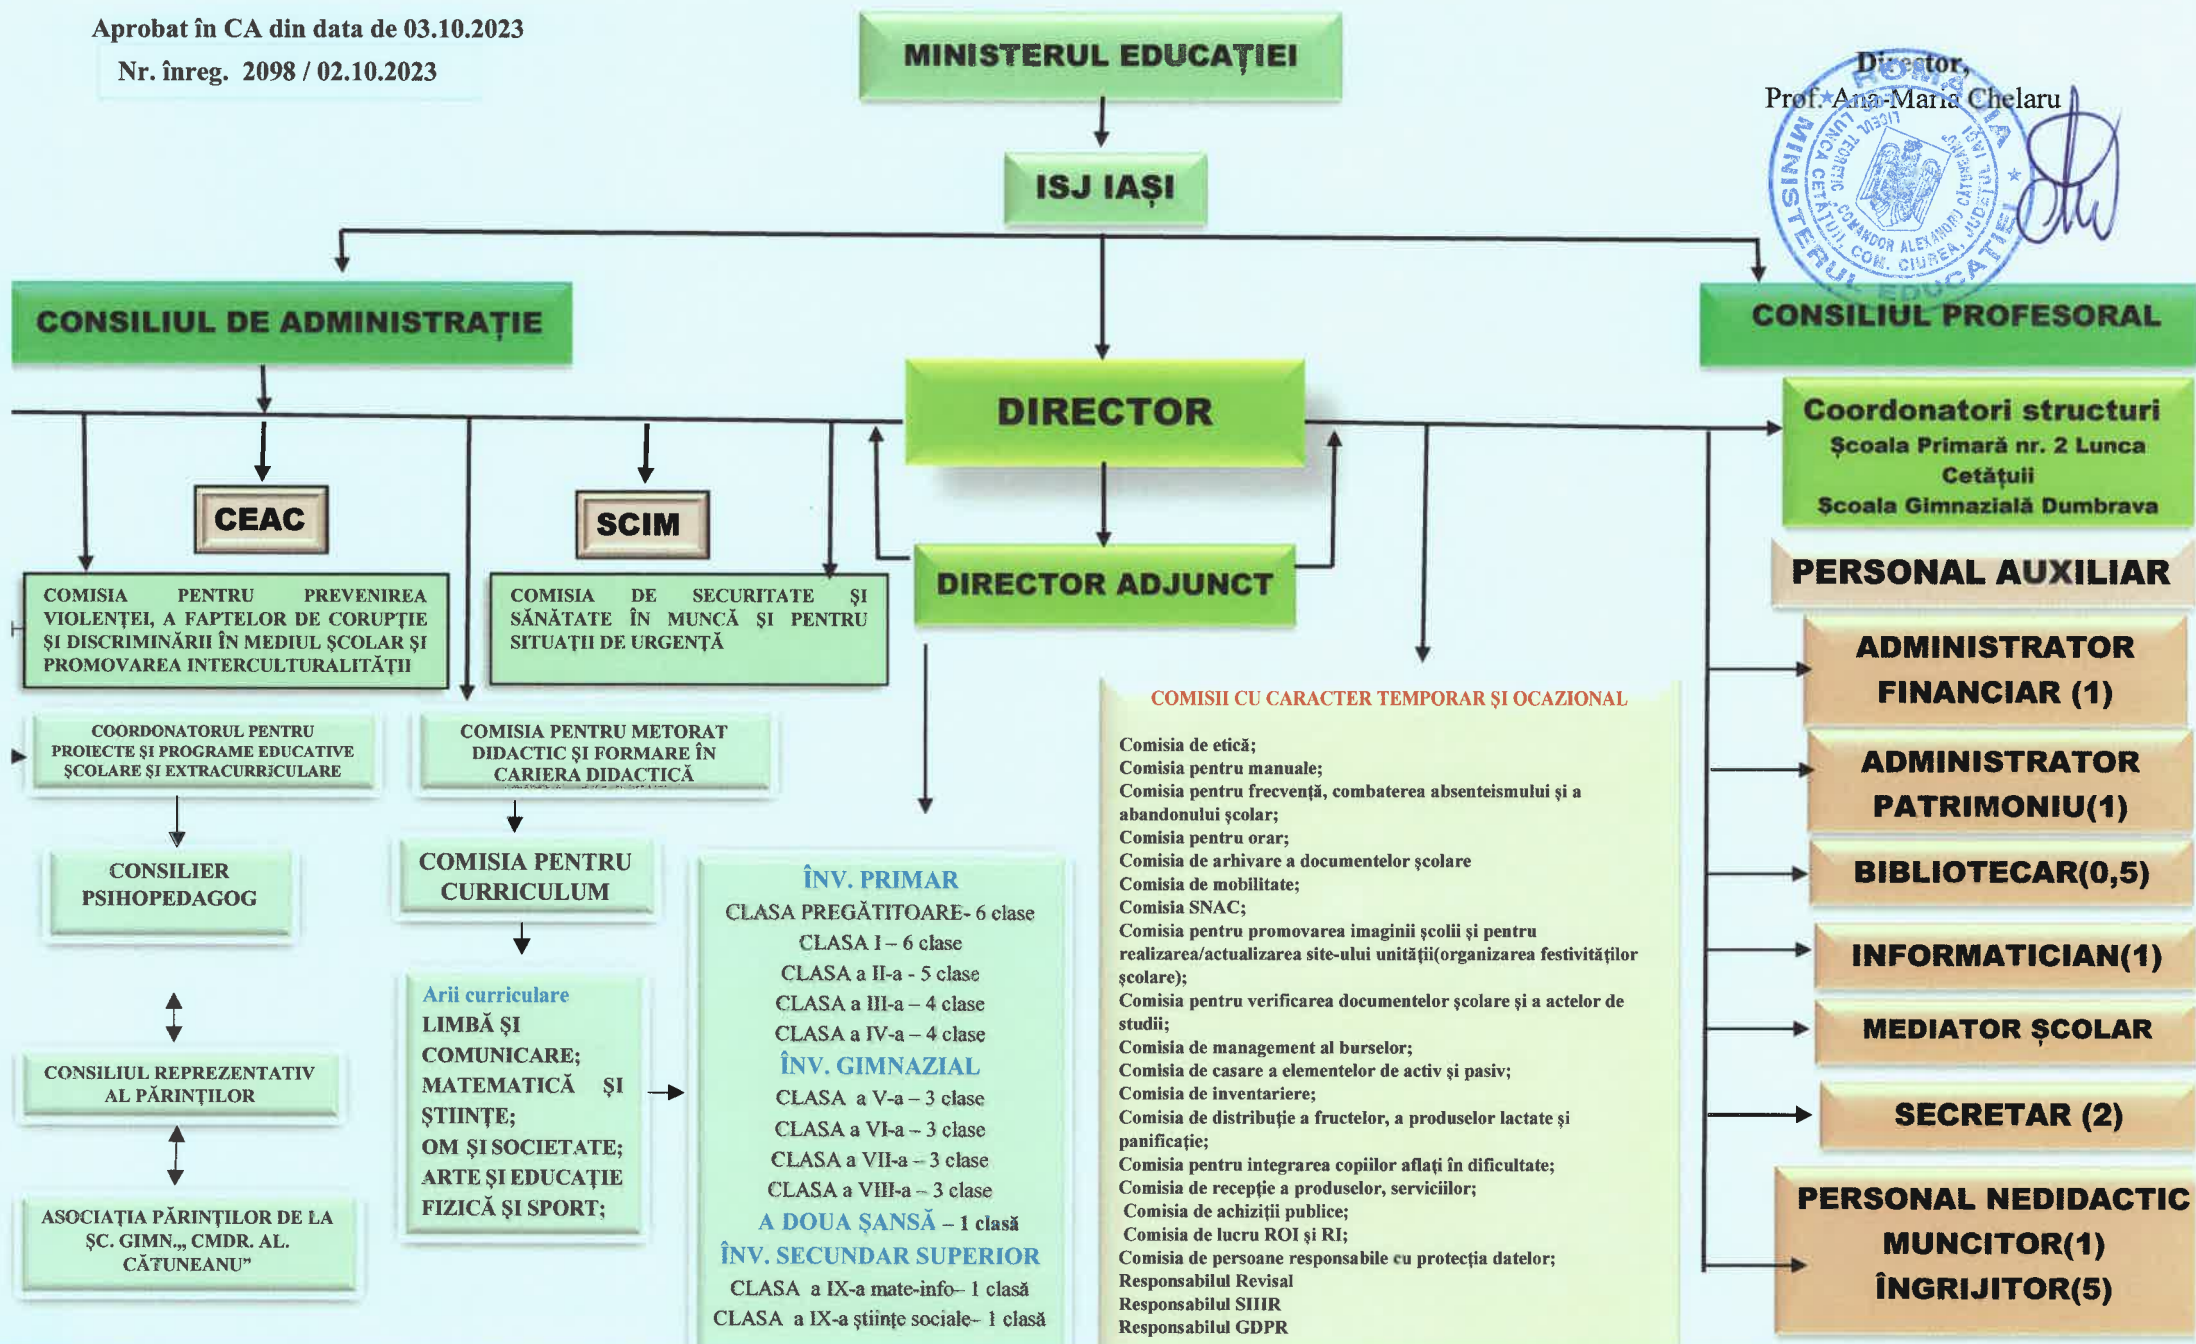 Aprobat în CA din data de 03.10.2023
Nr. înreg. 2098 / 02.10.2023
MINISTERUL EDUCAȚIEI
Director,
Prof. Ana-Maria Chelaru
ROMÂNIA
MINISTERUL EDUCAȚIEI
LICEUL TEORETIC „COMANDOR ALEXANDRU CĂTUNEANU”
LOC. LUNCA CETĂȚUII, COM. CIUREA, JUDEȚUL IAȘI
ISJ IAȘI
CONSILIUL DE ADMINISTRAȚIE
CONSILIUL PROFESORAL
DIRECTOR
Coordonatori structuri
Școala Primară nr. 2 Lunca
Cetățuii
Școala Gimnazială Dumbrava
CEAC
SCIM
DIRECTOR ADJUNCT
COMISIA PENTRU PREVENIREA
VIOLENȚEI, A FAPTELOR DE CORUPȚIE
ȘI DISCRIMINĂRII ÎN MEDIUL ȘCOLAR ȘI
PROMOVAREA INTERCULTURALITĂȚII
COMISIA DE SECURITATE ȘI
SĂNĂTATE ÎN MUNCĂ ȘI PENTRU
SITUAȚII DE URGENȚĂ
COORDONATORUL PENTRU
PROIECTE ȘI PROGRAME EDUCATIVE
ȘCOLARE ȘI EXTRACURRICULARE
COMISIA PENTRU METORAT
DIDACTIC ȘI FORMARE ÎN
CARIERA DIDACTICĂ
CONSILIER
PSIHOPEDAGOG
COMISIA PENTRU
CURRICULUM
CONSILIUL REPREZENTATIV
AL PĂRINȚILOR
ASOCIAȚIA PĂRINȚILOR DE LA
ȘC. GIMN.„ CMDR. AL.
CĂTUNEANU”
Arii curriculare
LIMBĂ ȘI
COMUNICARE;
MATEMATICĂ ȘI
ȘTIINȚE;
OM ȘI SOCIETATE;
ARTE ȘI EDUCAȚIE
FIZICĂ ȘI SPORT;
ÎNV. PRIMAR
CLASA PREGĂTITOARE- 6 clase
CLASA I – 6 clase
CLASA a II-a - 5 clase
CLASA a III-a – 4 clase
CLASA a IV-a – 4 clase
ÎNV. GIMNAZIAL
CLASA a V-a – 3 clase
CLASA a VI-a – 3 clase
CLASA a VII-a – 3 clase
CLASA a VIII-a – 3 clase
A DOUA ȘANSĂ – 1 clasă
ÎNV. SECUNDAR SUPERIOR
CLASA a IX-a mate-info– 1 clasă
CLASA a IX-a științe sociale– 1 clasă
COMISII CU CARACTER TEMPORAR ȘI OCAZIONAL
Comisia de etică;
Comisia pentru manuale;
Comisia pentru frecvență, combaterea absenteismului și a
abandonului școlar;
Comisia pentru orar;
Comisia de arhivare a documentelor școlare
Comisia de mobilitate;
Comisia SNAC;
Comisia pentru promovarea imaginii școlii și pentru
realizarea/actualizarea site-ului unității(organizarea festivităților
școlare);
Comisia pentru verificarea documentelor școlare și a actelor de
studii;
Comisia de management al burselor;
Comisia de casare a elementelor de activ și pasiv;
Comisia de inventariere;
Comisia de distribuție a fructelor, a produselor lactate și
panificație;
Comisia pentru integrarea copiilor aflați în dificultate;
Comisia de recepție a produselor, serviciilor;
Comisia de achiziții publice;
Comisia de lucru ROI și RI;
Comisia de persoane responsabile cu protecția datelor;
Responsabilul Revisal
Responsabilul SIIIR
Responsabilul GDPR
PERSONAL AUXILIAR
ADMINISTRATOR
FINANCIAR (1)
ADMINISTRATOR
PATRIMONIU(1)
BIBLIOTECAR(0,5)
INFORMATICIAN(1)
MEDIATOR ȘCOLAR
SECRETAR (2)
PERSONAL NEDIDACTIC
MUNCITOR(1)
ÎNGRIJITOR(5)